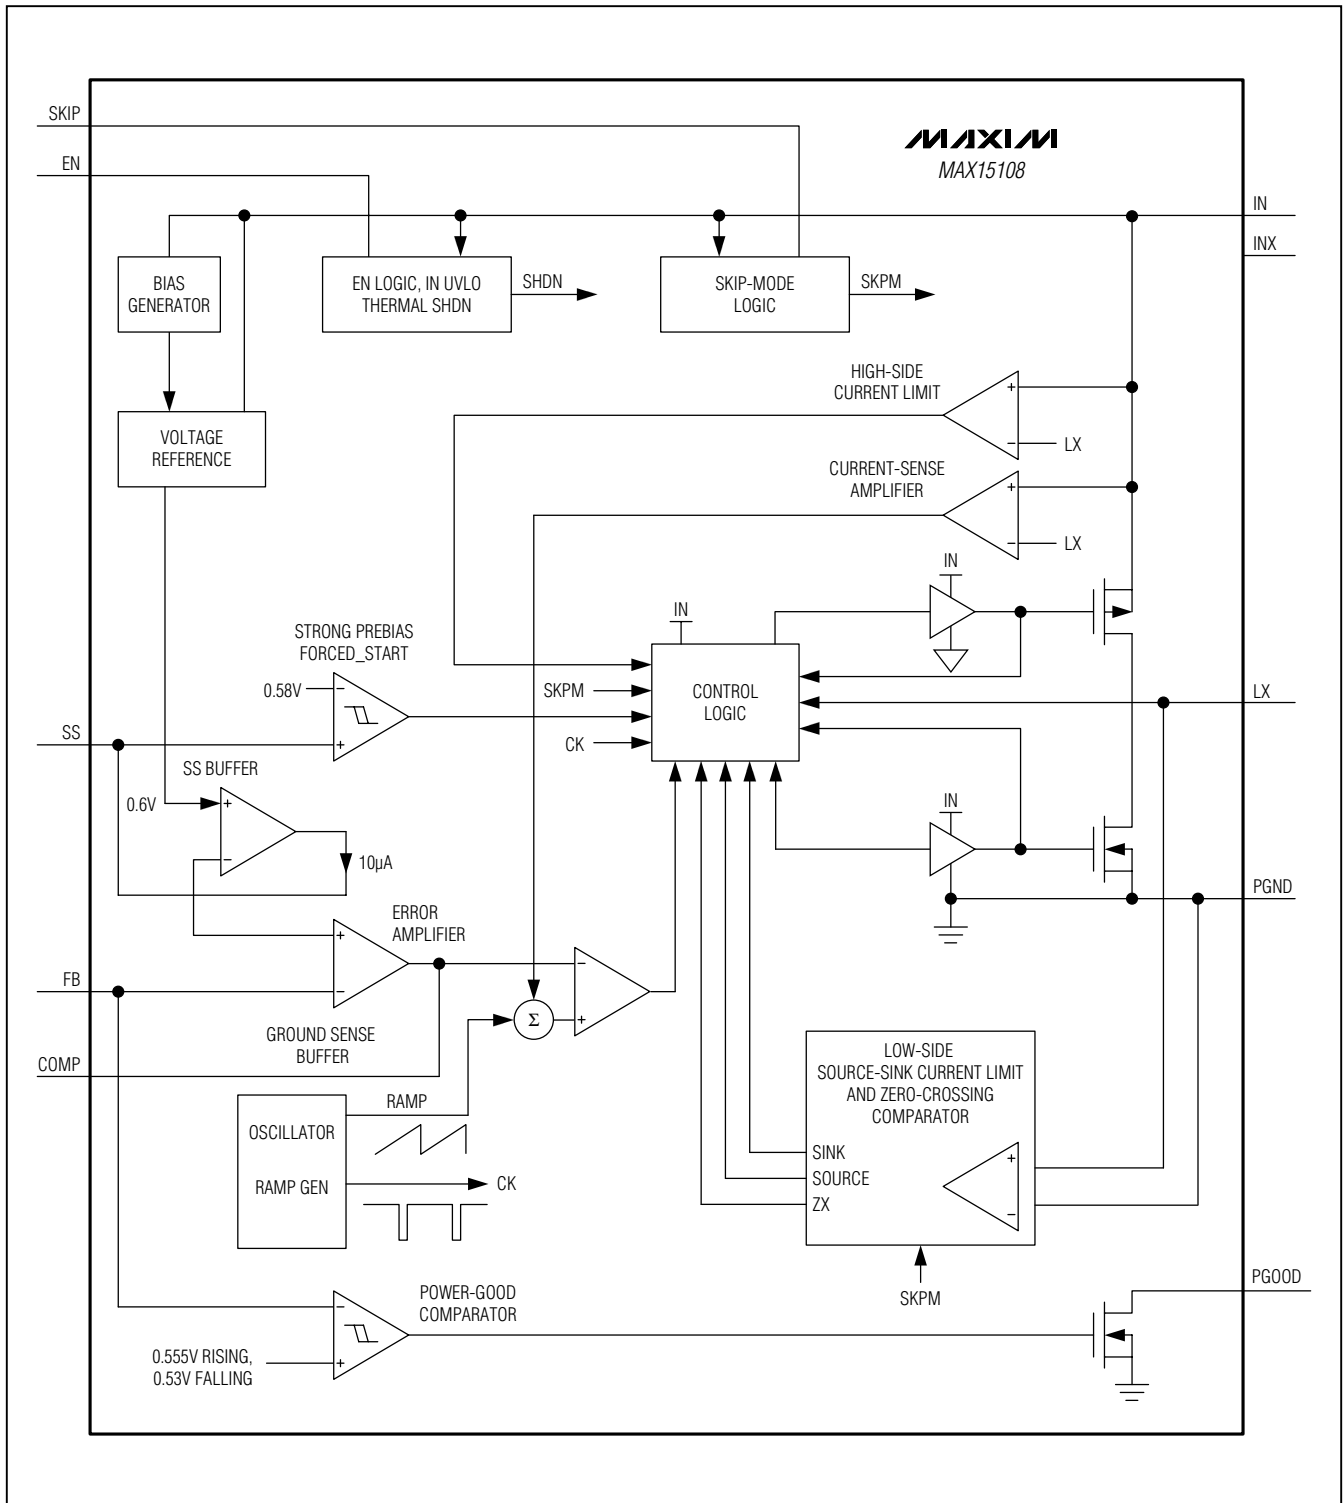 SKIP
EN
MAXIM
MAX15108
IN
INX
BIAS
GENERATOR
EN LOGIC, IN UVLO
THERMAL SHDN
SHDN
SKIP-MODE
LOGIC
SKPM
HIGH-SIDE
CURRENT LIMIT
+
−
LX
VOLTAGE
REFERENCE
CURRENT-SENSE
AMPLIFIER
+
−
LX
IN
STRONG PREBIAS
FORCED_START
IN
0.58V
−
+
SKPM
CK
CONTROL
LOGIC
LX
SS
SS BUFFER
0.6V
+
−
10µA
IN
PGND
ERROR
AMPLIFIER
+
−
FB
−
+
Σ
GROUND SENSE
BUFFER
COMP
LOW-SIDE
SOURCE-SINK CURRENT LIMIT
AND ZERO-CROSSING
COMPARATOR
RAMP
OSCILLATOR
RAMP GEN
CK
SINK
SOURCE
ZX
+
−
SKPM
PGOOD
POWER-GOOD
COMPARATOR
−
+
0.555V RISING,
0.53V FALLING